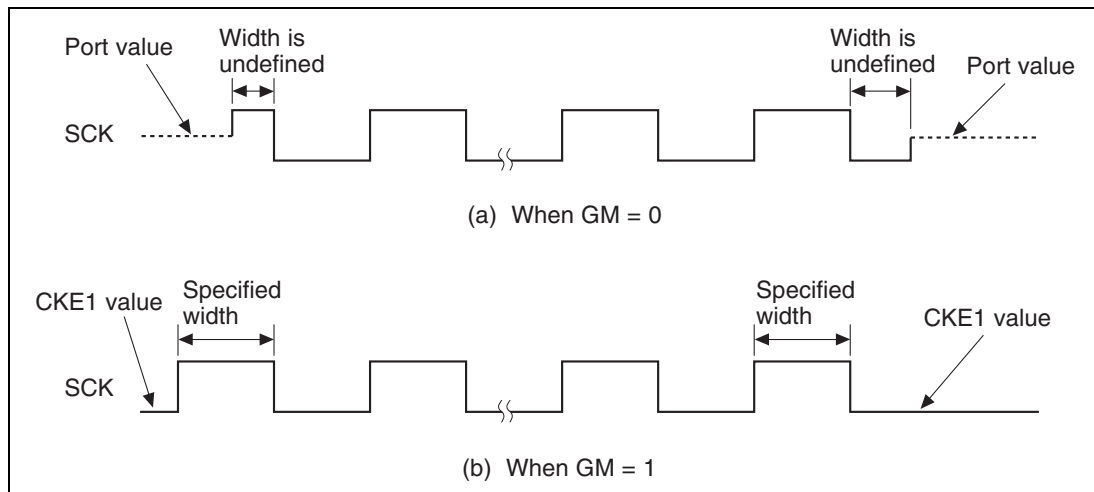 Port value
Width is
undefined
Width is
undefined
Port value
SCK
(a) When GM = 0
CKE1 value
Specified
width
Specified
width
CKE1 value
SCK
(b) When GM = 1